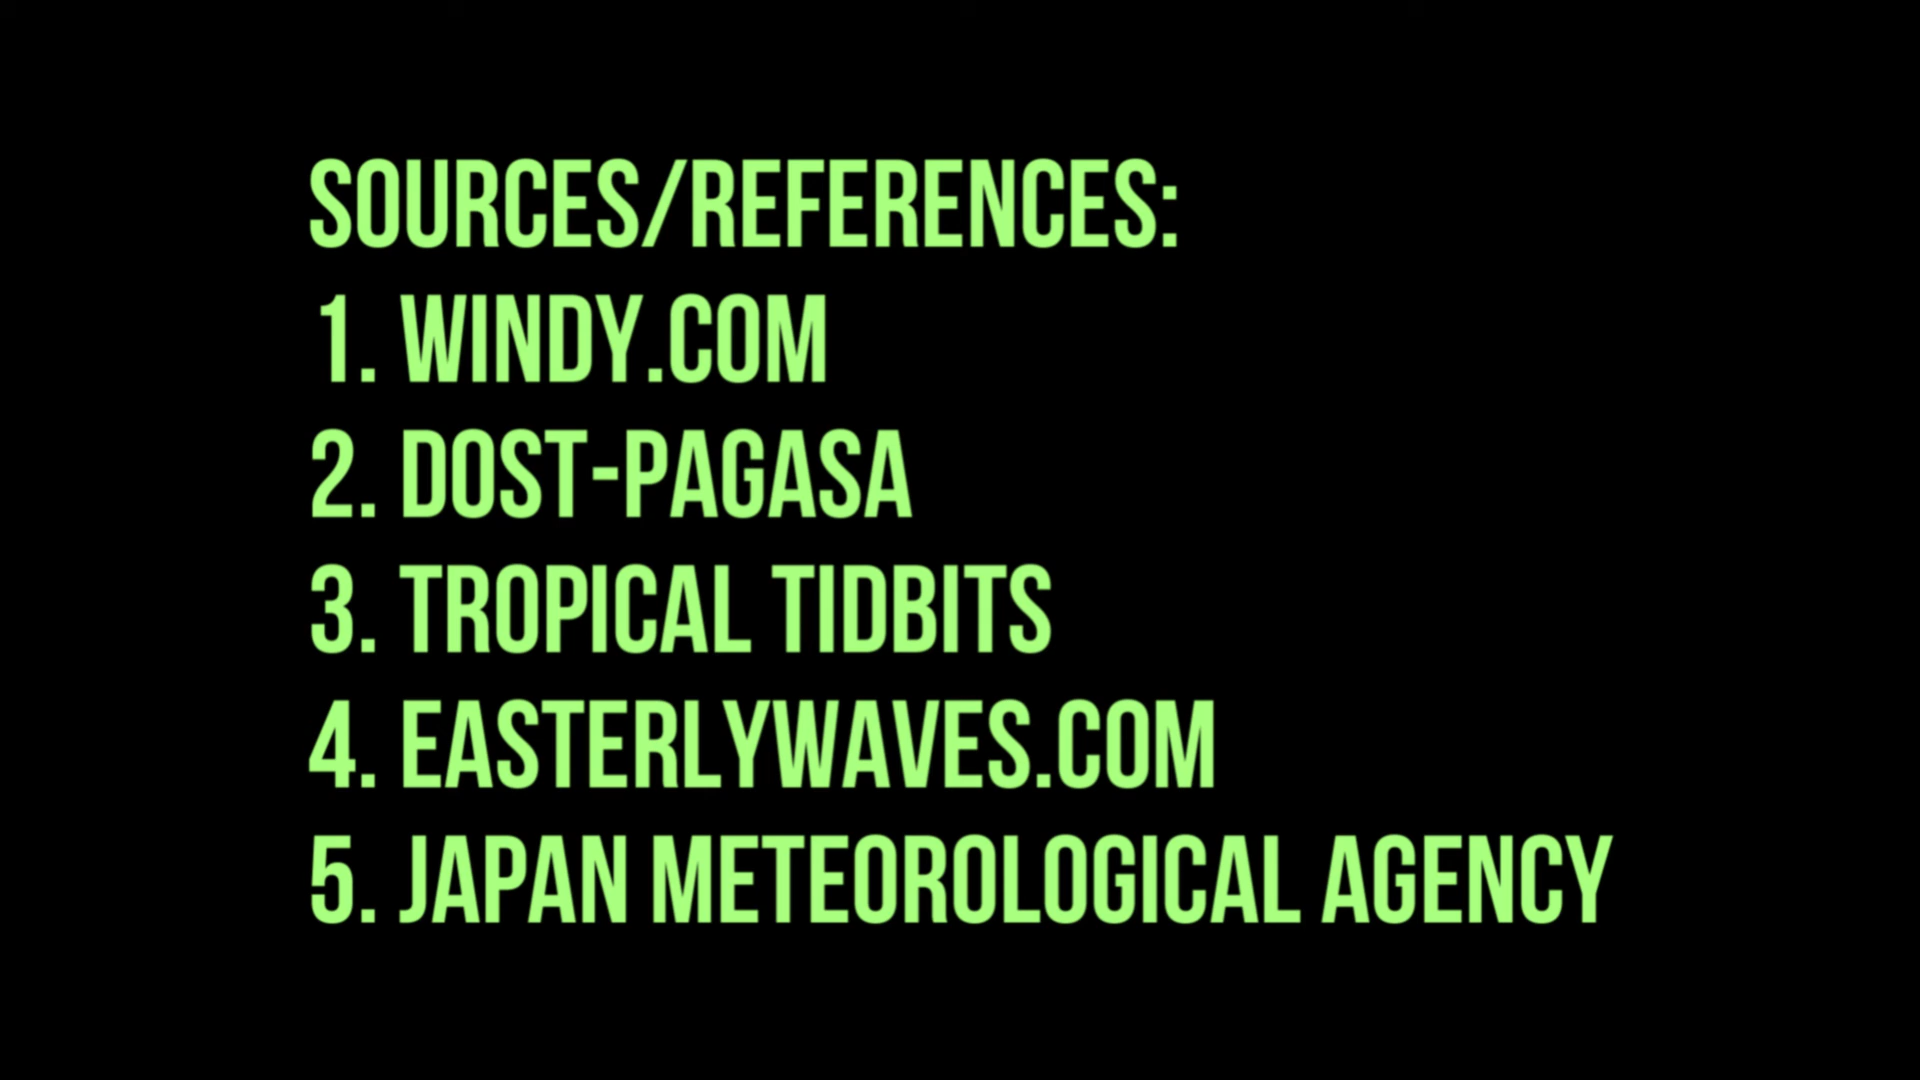 SOURCES/REFERENCES:
1. WINDY.COM
2. DOST-PAGASA
3. TROPICAL TIDBITS
4. EASTERLYWAVES.COM
5. JAPAN METEOROLOGICAL AGENCY